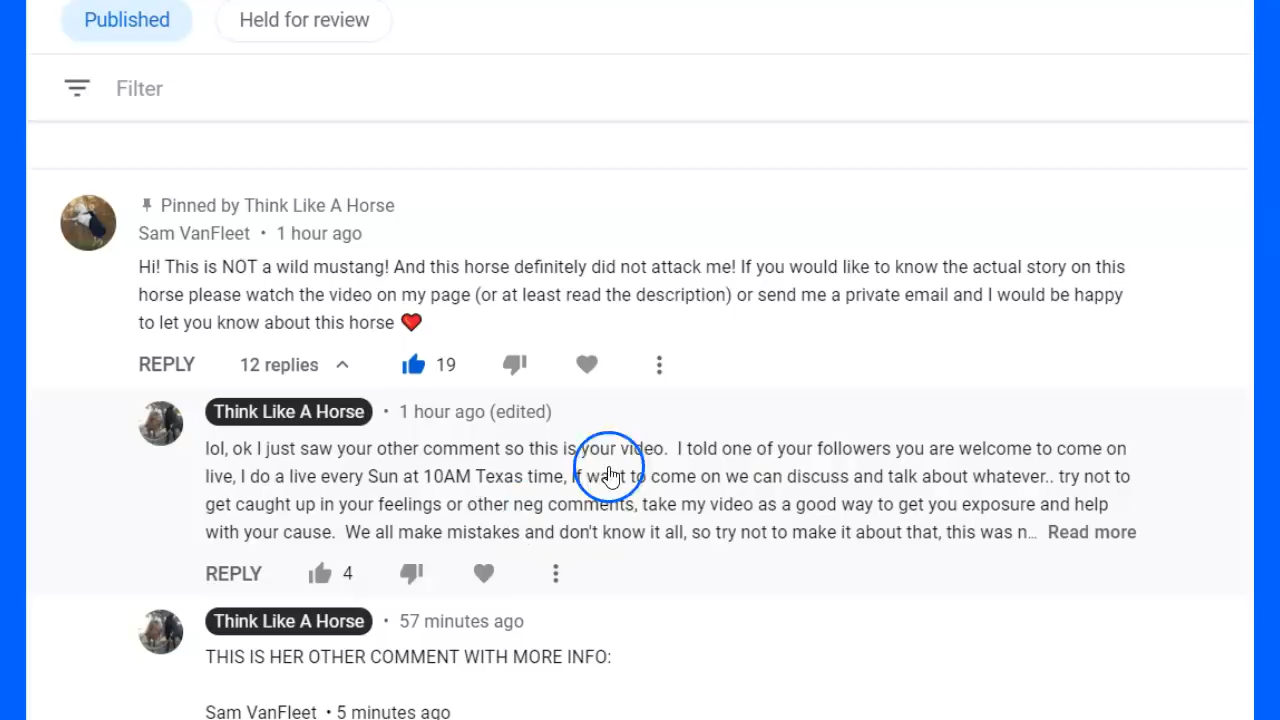 Published Held for review
Filter
Pinned by Think Like A Horse
Sam VanFleet • 1 hour ago
Hi! This is NOT a wild mustang! And this horse definitely did not attack me! If you would like to know the actual story on this
horse please watch the video on my page (or at least read the description) or send me a private email and I would be happy
to let you know about this horse ❤️
REPLY 12 replies 19
Think Like A Horse • 1 hour ago (edited)
lol, ok I just saw your other comment so this is your video. I told one of your followers you are welcome to come on
live, I do a live every Sun at 10AM Texas time, if want to come on we can discuss and talk about whatever.. try not to
get caught up in your feelings or other neg comments, take my video as a good way to get you exposure and help
with your cause. We all make mistakes and don't know it all, so try not to make it about that, this was n... Read more
REPLY 4
Think Like A Horse • 57 minutes ago
THIS IS HER OTHER COMMENT WITH MORE INFO:
Sam VanFleet • 5 minutes ago